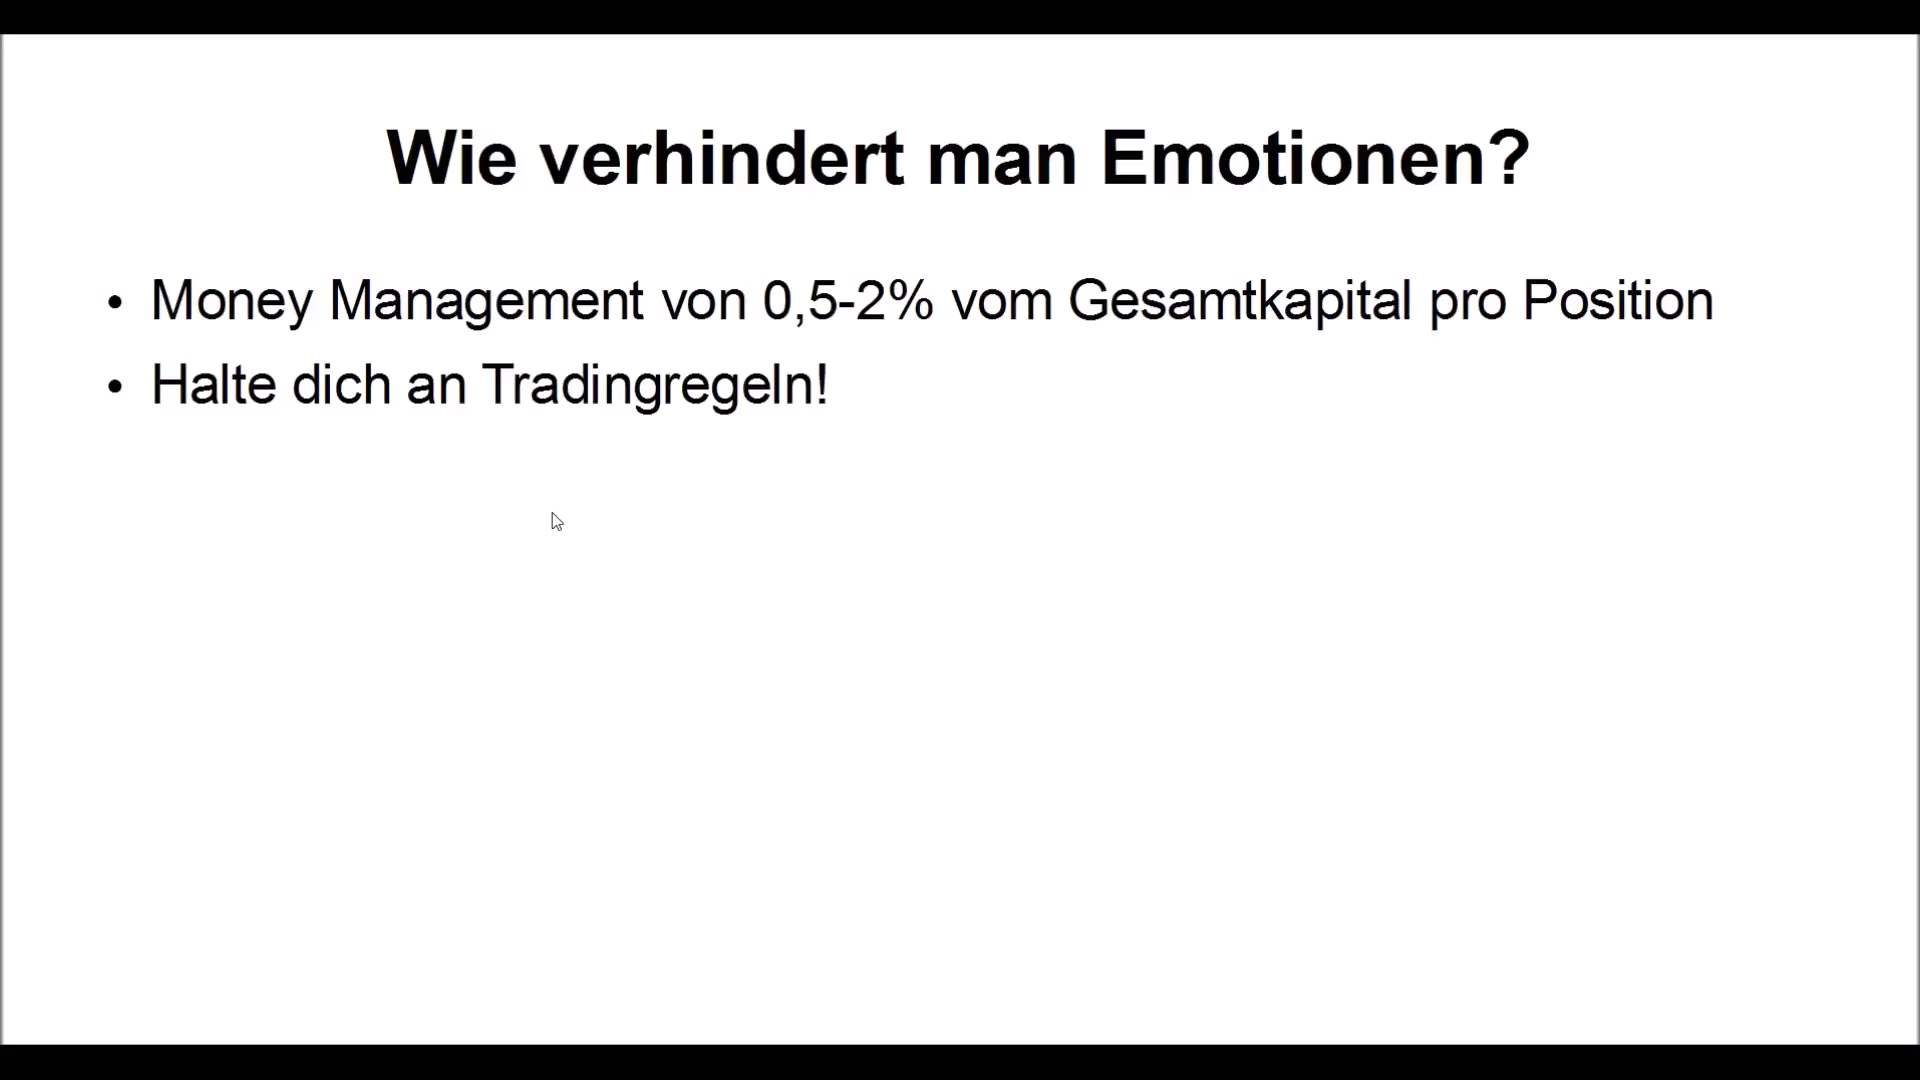 Wie verhindert man Emotionen?
• Money Management von 0,5-2% vom Gesamtkapital pro Position
• Halte dich an Tradingregeln!